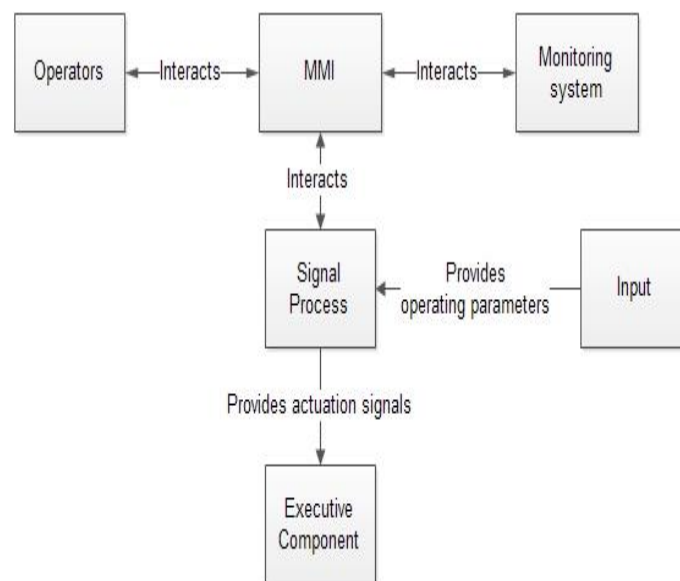 Operators
Interacts
MMI
Interacts
Monitoring
system
Interacts
Signal
Process
Provides
operating parameters
Input
Provides actuation signals
Executive
Component